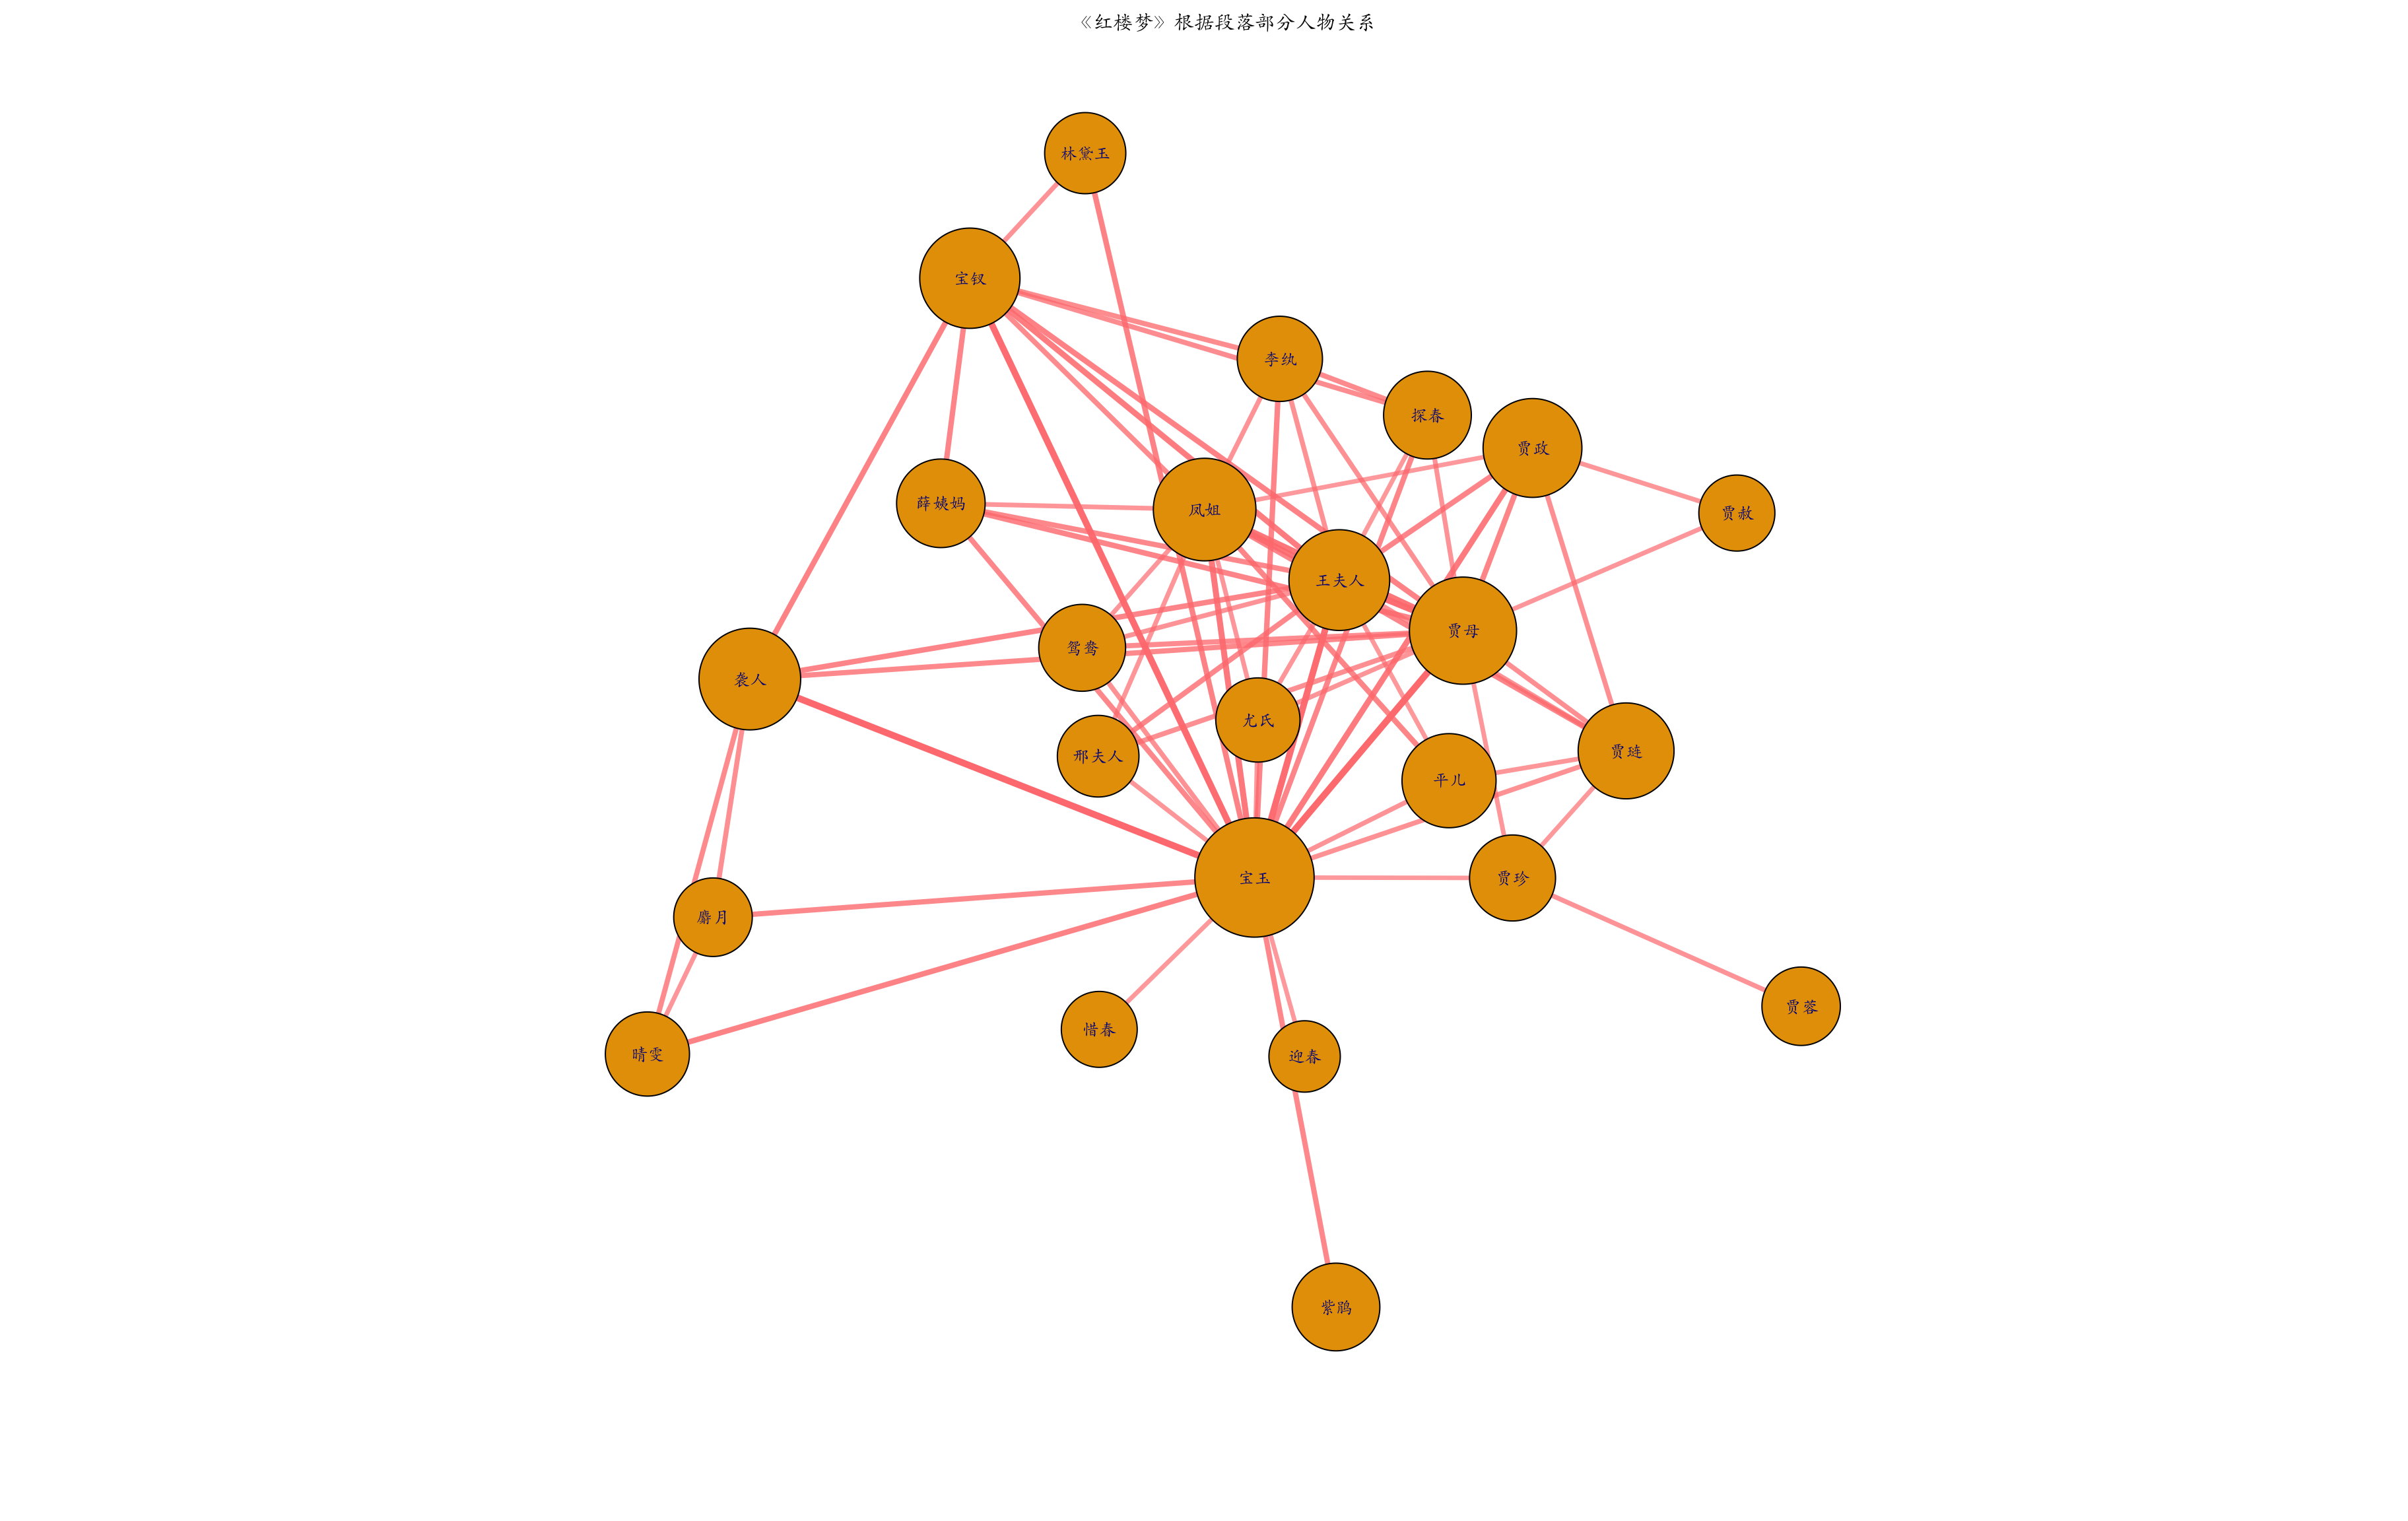 《红楼梦》根据段落部分人物关系
林黛玉
宝钗
李纨
探春
贾政
薛姨妈
凤姐
贾赦
王夫人
贾母
鸳鸯
袭人
尤氏
邢夫人
贾琏
平儿
宝玉
贾珍
麝月
贾蓉
惜春
晴雯
迎春
紫鹃